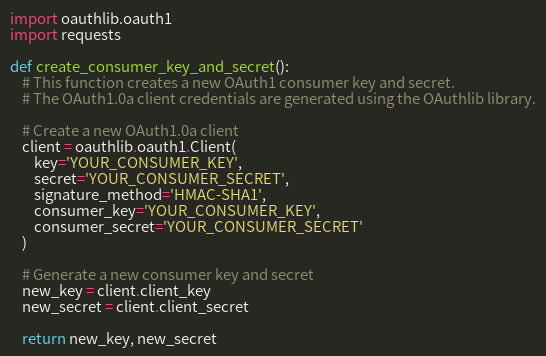 import oauthlib.oauth1
import requests

def create_consumer_key_and_secret():
    # This function creates a new OAuth1 consumer key and secret.
    # The OAuth1.0a client credentials are generated using the OAuthlib library.

    # Create a new OAuth1.0a client
    client = oauthlib.oauth1.Client(
        key='YOUR_CONSUMER_KEY',
        secret='YOUR_CONSUMER_SECRET',
        signature_method='HMAC-SHA1',
        consumer_key='YOUR_CONSUMER_KEY',
        consumer_secret='YOUR_CONSUMER_SECRET'
    )

    # Generate a new consumer key and secret
    new_key = client.client_key
    new_secret = client.client_secret

    return new_key, new_secret